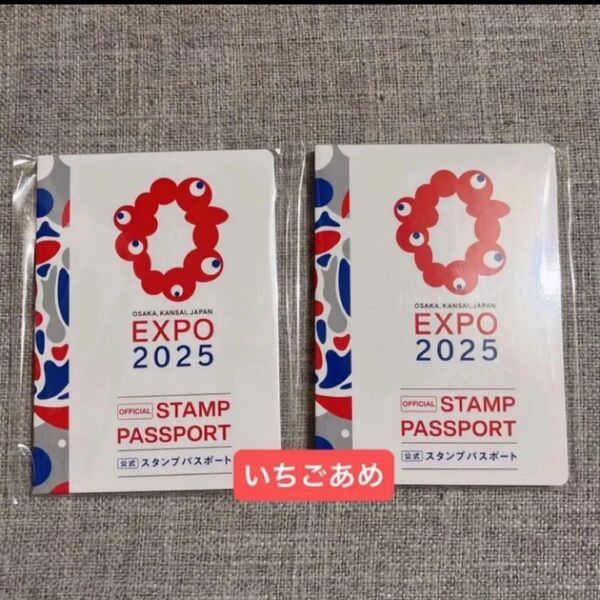 OSAKA, KANSAI, JAPAN
EXPO
2025
OFFICIAL STAMP
PASSPORT
公式 スタンプパスポート
OSAKA, KANSAI, JAPAN
EXPO
2025
OFFICIAL STAMP
PASSPORT
公式 スタンプパスポート
いちごあめ